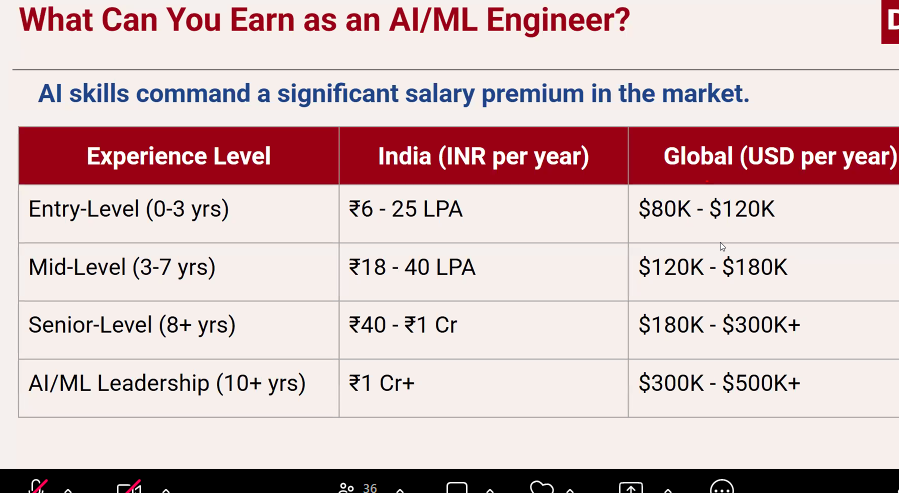 What Can You Earn as an AI/ML Engineer?
D
AI skills command a significant salary premium in the market.
Experience Level India (INR per year) Global (USD per year)
Entry-Level (0-3 yrs) ₹6 - 25 LPA $80K - $120K
Mid-Level (3-7 yrs) ₹18 - 40 LPA $120K - $180K
Senior-Level (8+ yrs) ₹40 - ₹1 Cr $180K - $300K+
AI/ML Leadership (10+ yrs) ₹1 Cr+ $300K - $500K+
36